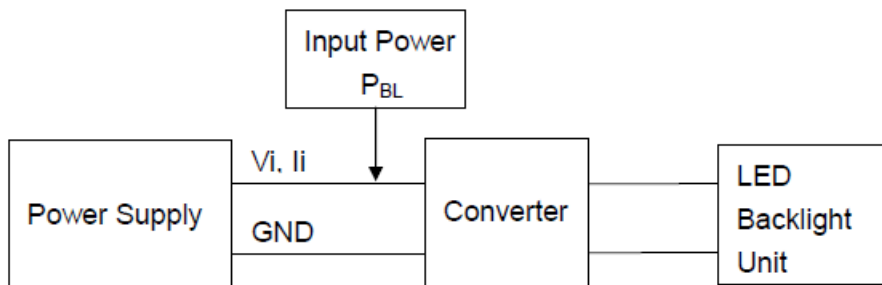 Input Power
PBL
Vi, Ii
Power Supply
GND
Converter
LED
Backlight
Unit